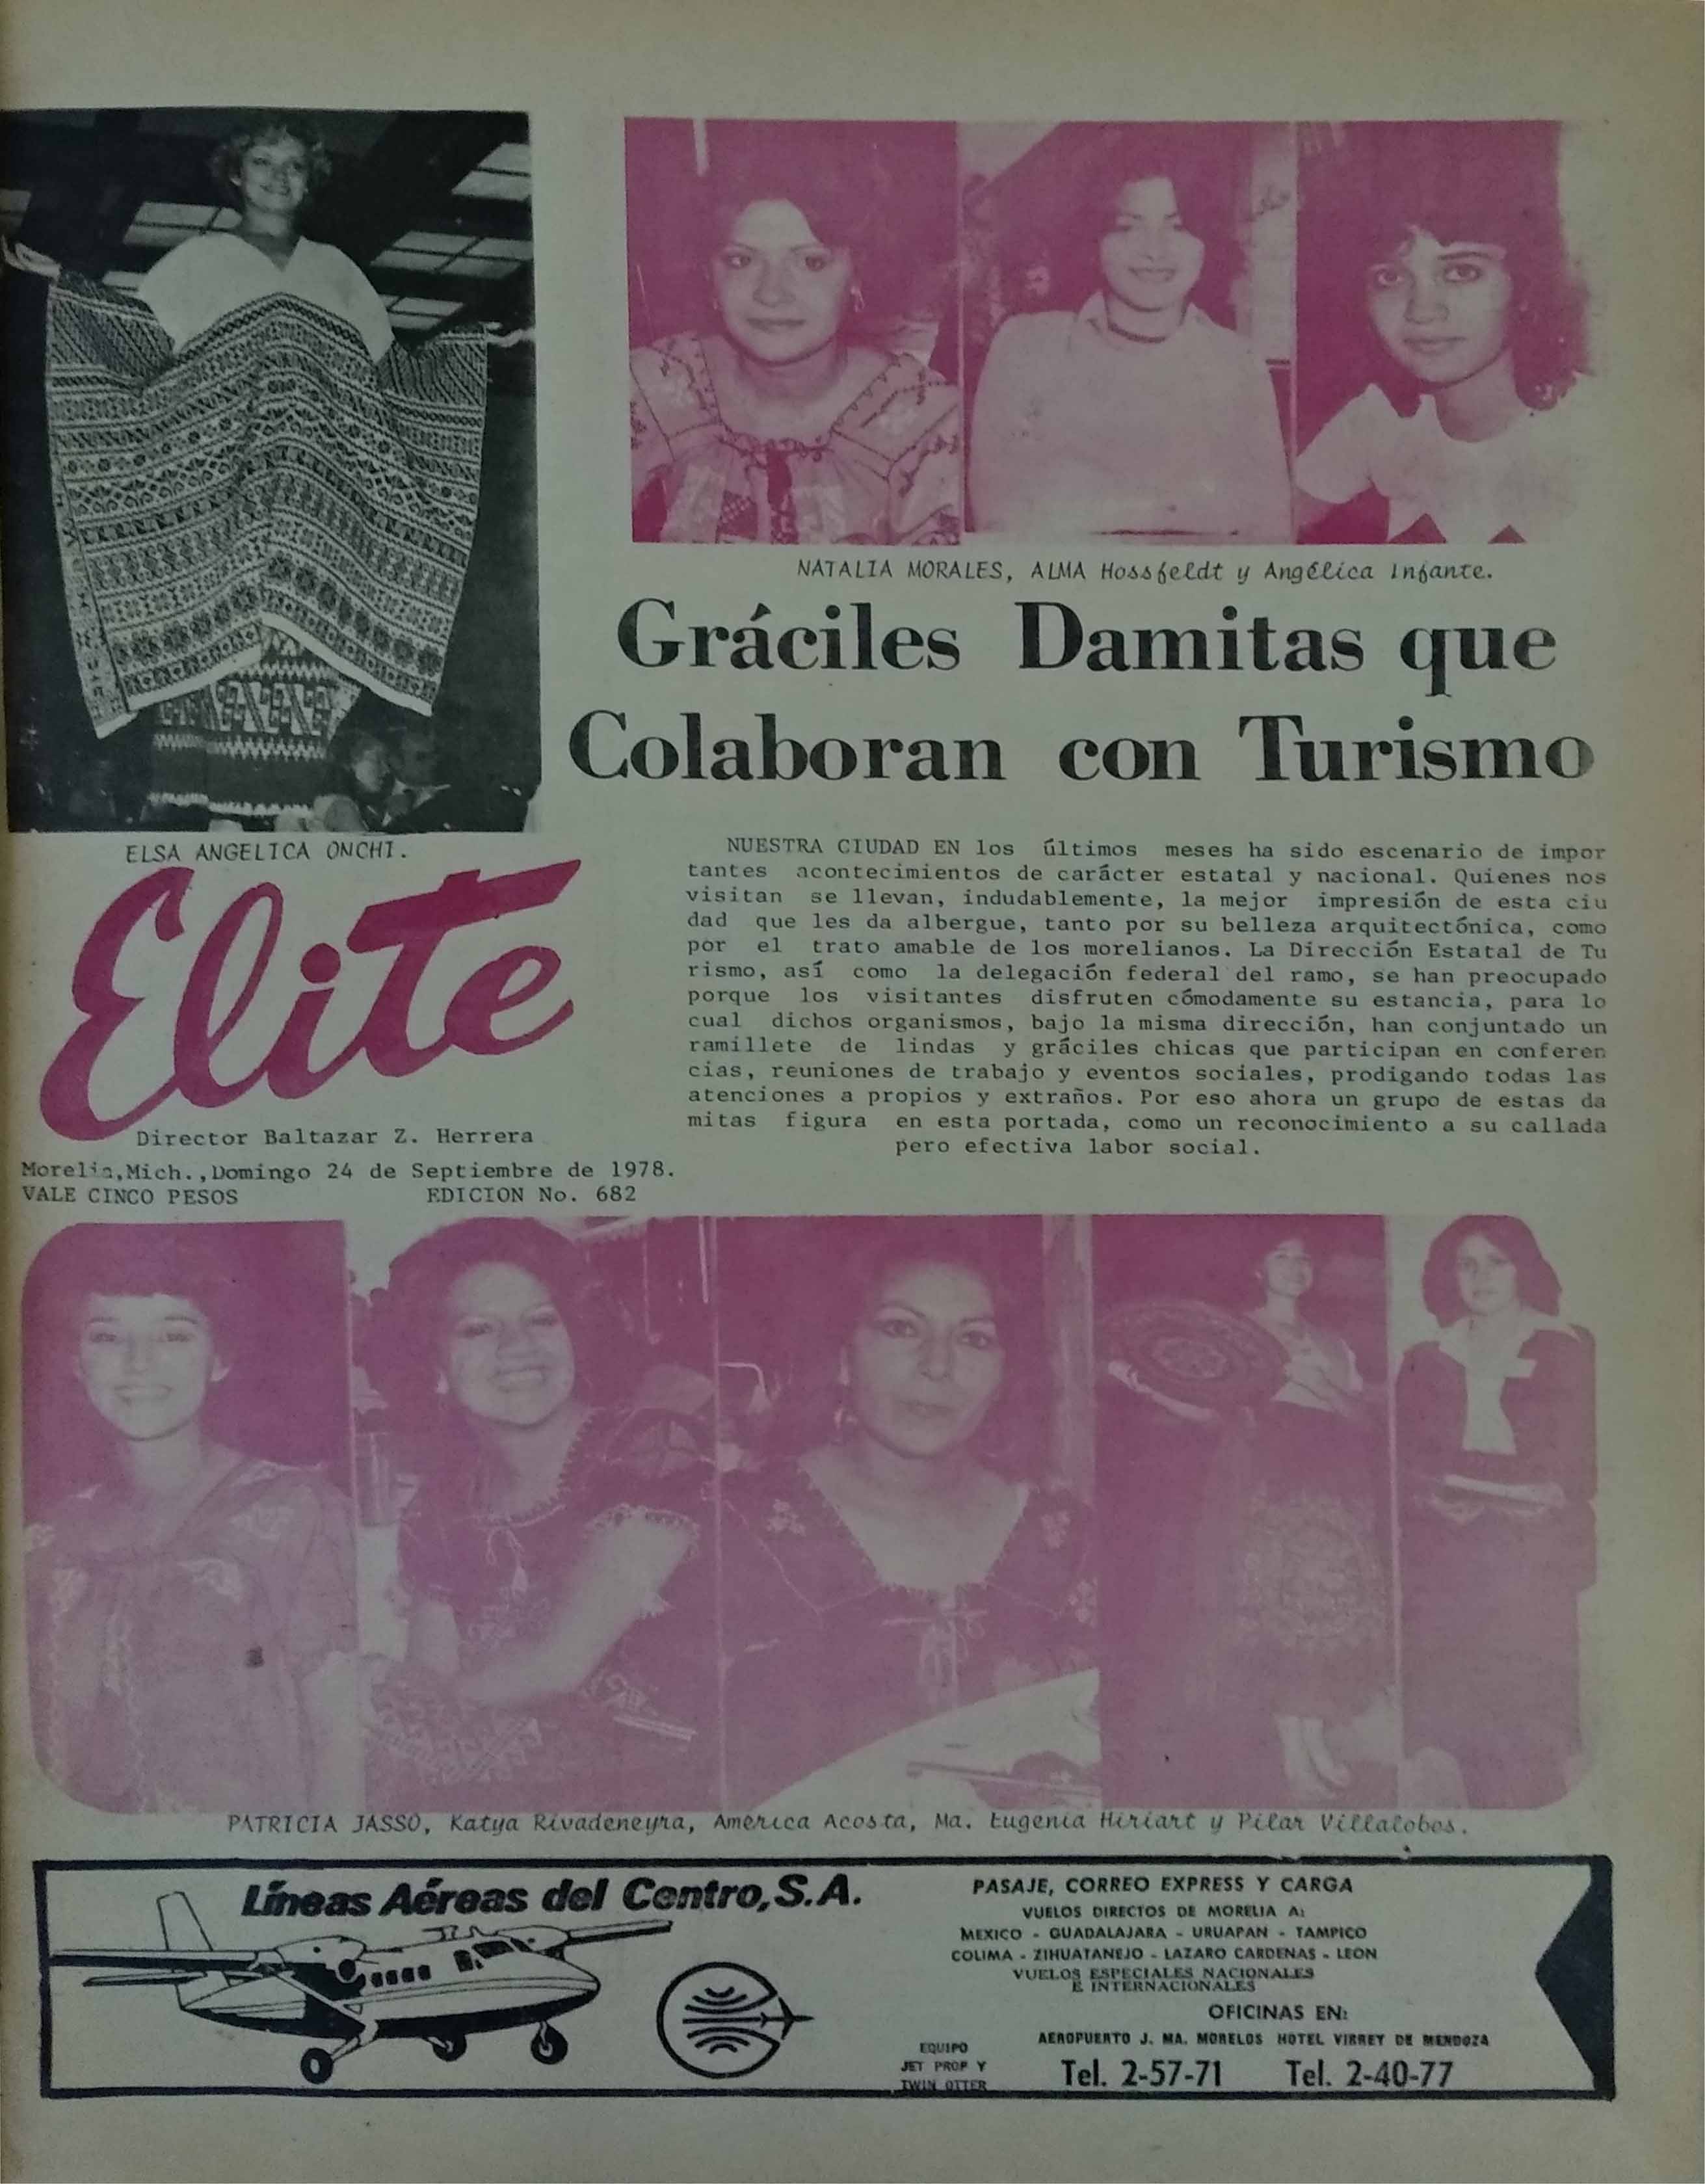 NATALIA MORALES, ALMA Hossfeldt y Angélica Infante.
Gráciles Damitas que
Colaboran con Turismo
ELSA ANGELICA ONCHI.
Elite
Director Baltazar Z. Herrera
Morelia,Mich.,Domingo 24 de Septiembre de 1978.
VALE CINCO PESOS EDICION No. 682
NUESTRA CIUDAD EN los últimos meses ha sido escenario de impor
tantes acontecimientos de carácter estatal y nacional. Quienes nos
visitan se llevan, indudablemente, la mejor impresión de esta ciu
dad que les da albergue, tanto por su belleza arquitectónica, como
por el trato amable de los morelianos. La Dirección Estatal de Tu
rismo, así como la delegación federal del ramo, se han preocupado
porque los visitantes disfruten cómodamente su estancia, para lo
cual dichos organismos, bajo la misma dirección, han conjuntado un
ramillete de lindas y gráciles chicas que participan en conferen
cias, reuniones de trabajo y eventos sociales, prodigando todas las
atenciones a propios y extraños. Por eso ahora un grupo de estas da
mitas figura en esta portada, como un reconocimiento a su callada
pero efectiva labor social.
PATRICIA JASSO, Katya Rivadeneyra, América Acosta, Ma. Eugenia Hiriart y Pilar Villalobos.
Líneas Aéreas del Centro,S.A.
PASAJE, CORREO EXPRESS Y CARGA
VUELOS DIRECTOS DE MORELIA A:
MEXICO - GUADALAJARA - URUAPAN - TAMPICO
COLIMA - ZIHUATANEJO - LAZARO CARDENAS - LEON
VUELOS ESPECIALES NACIONALES
E INTERNACIONALES
OFICINAS EN:
AEROPUERTO J. MA. MORELOS HOTEL VIRREY DE MENDOZA
Tel. 2-57-71 Tel. 2-40-77
EQUIPO
JET PROP Y
TWIN OTTER